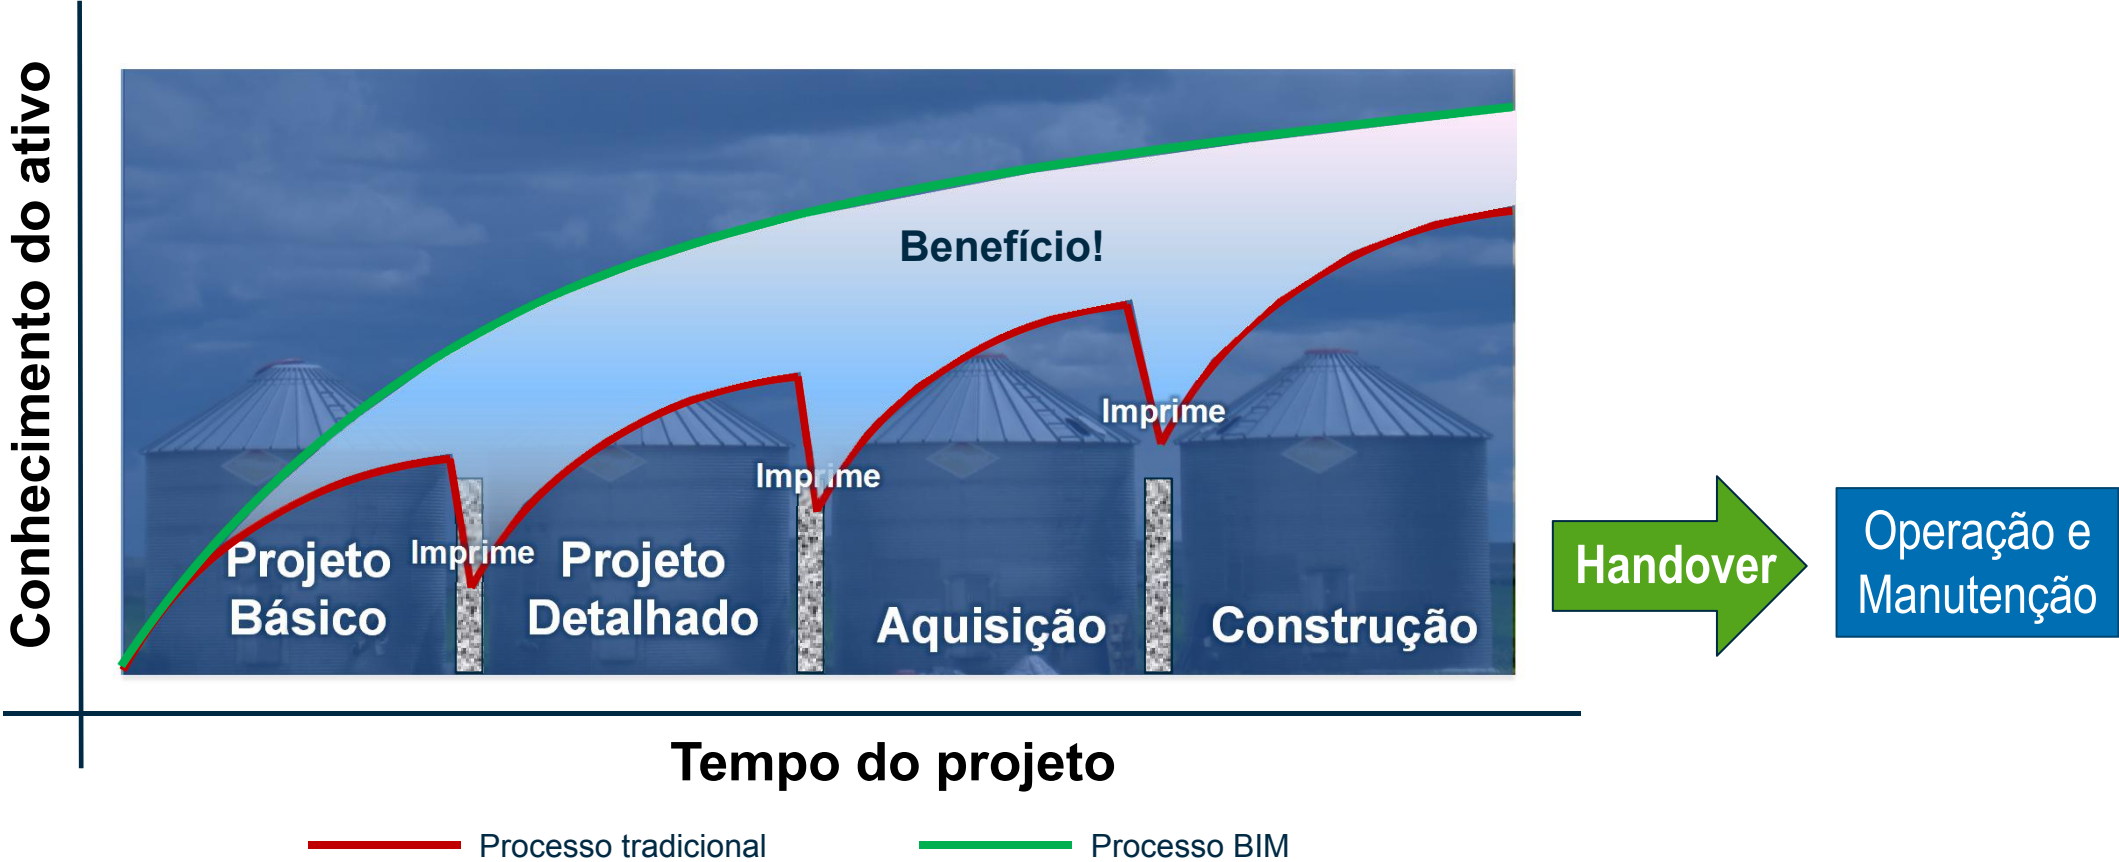 Conhecimento do ativo
Benefício!
Imprime
Imprime
Imprime
Projeto
Básico
Projeto
Detalhado
Aquisição
Construção
Handover
Operação e
Manutenção
Tempo do projeto
Processo tradicional
Processo BIM